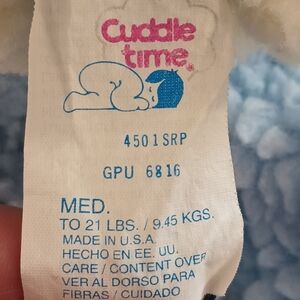 Cuddle
time®
4501SRP
GPU 6816
MED.
TO 21 LBS. / 9.45 KGS.
MADE IN U.S.A.
HECHO EN EE. UU.
CARE / CONTENT OVER
VER AL DORSO PARA
FIBRAS / CUIDADO